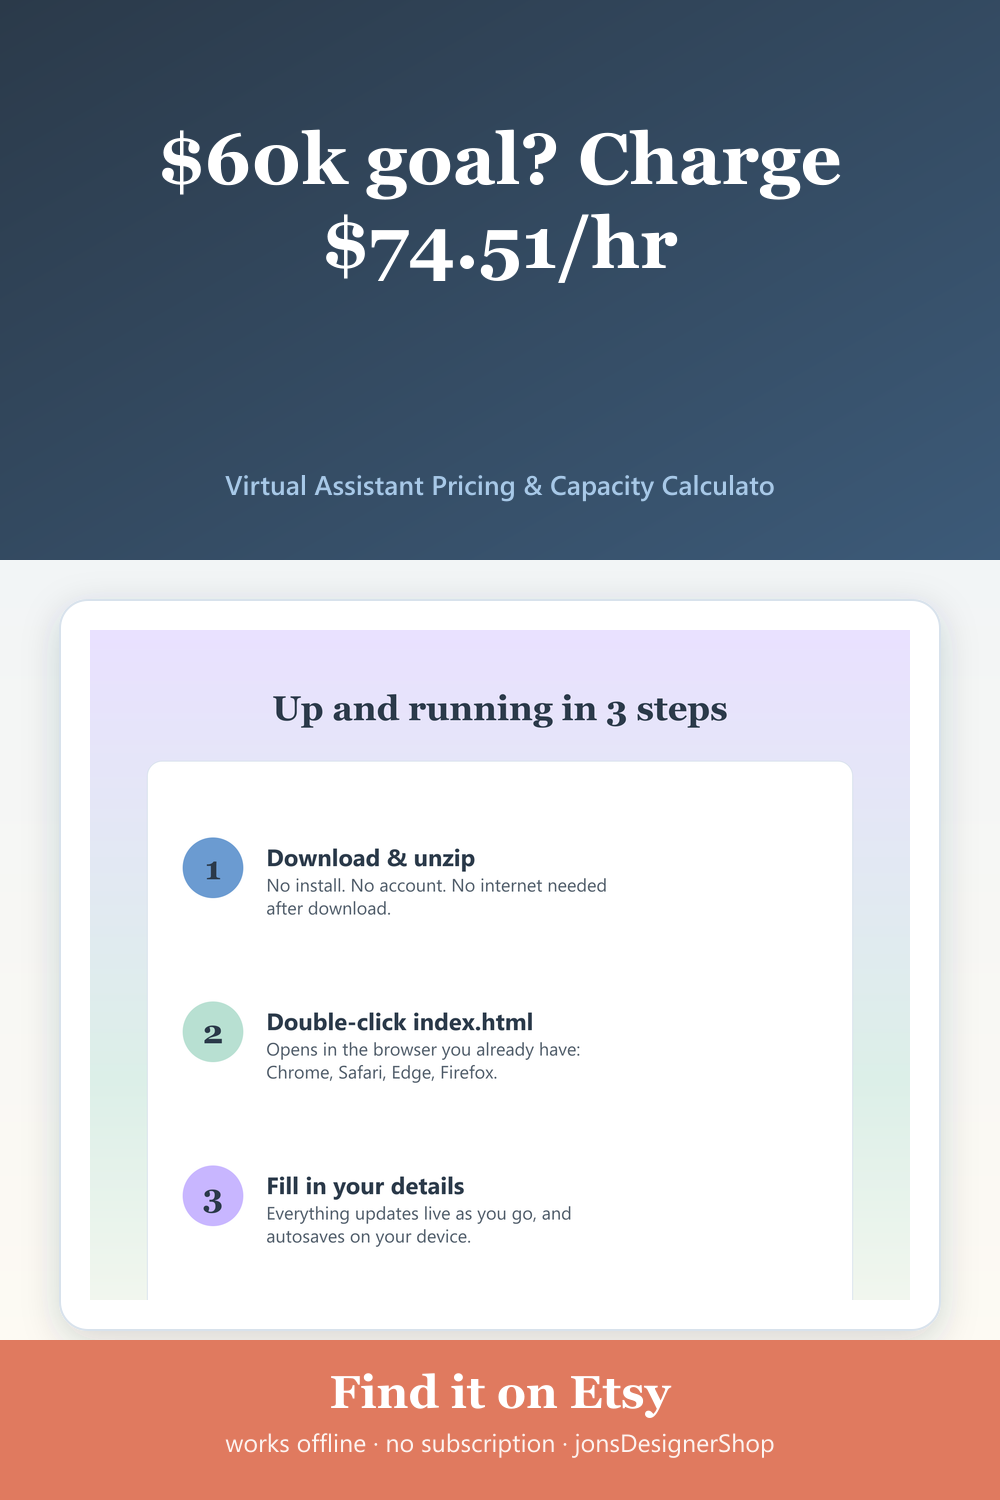 $60k goal? Charge
$74.51/hr
Virtual Assistant Pricing & Capacity Calculato
Up and running in 3 steps
1
Download & unzip
No install. No account. No internet needed
after download.
2
Double-click index.html
Opens in the browser you already have:
Chrome, Safari, Edge, Firefox.
3
Fill in your details
Everything updates live as you go, and
autosaves on your device.
Find it on Etsy
works offline · no subscription · jonsDesignerShop